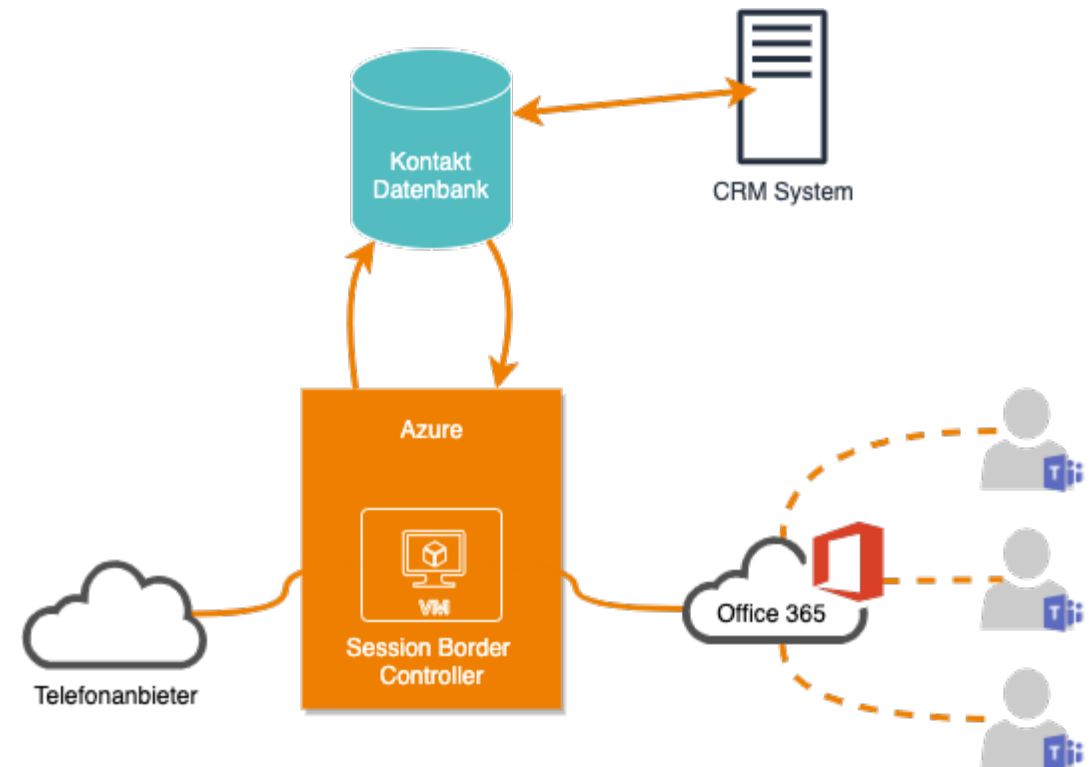 Kontakt
Datenbank
CRM System
Azure
VM
Session Border
Controller
Telefonanbieter
Office 365
T
T
T